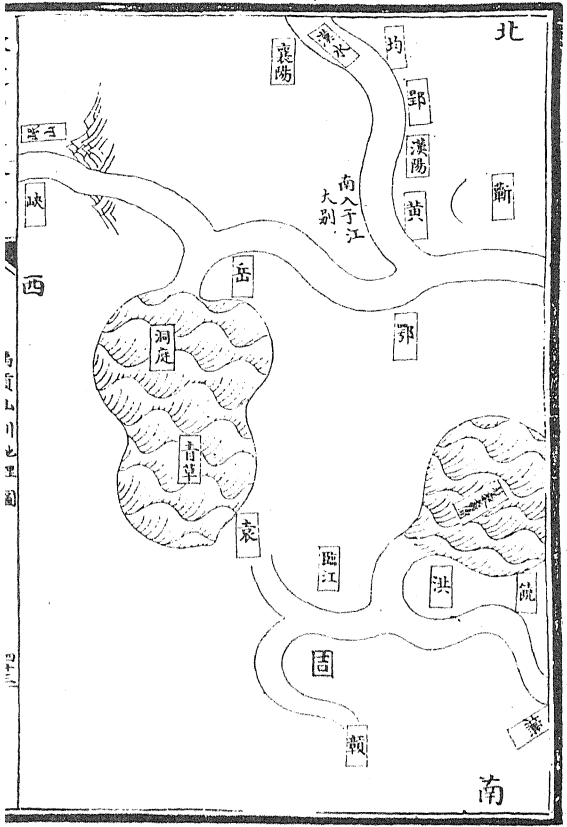 北
均
漾水
襄陽
郢
漢陽
黃
蘄
南入于江
大别
峽
西
岳
鄂
洞庭
青草
袁
臨江
洪
饒
吉
贛
南
禹貢山川地理圖